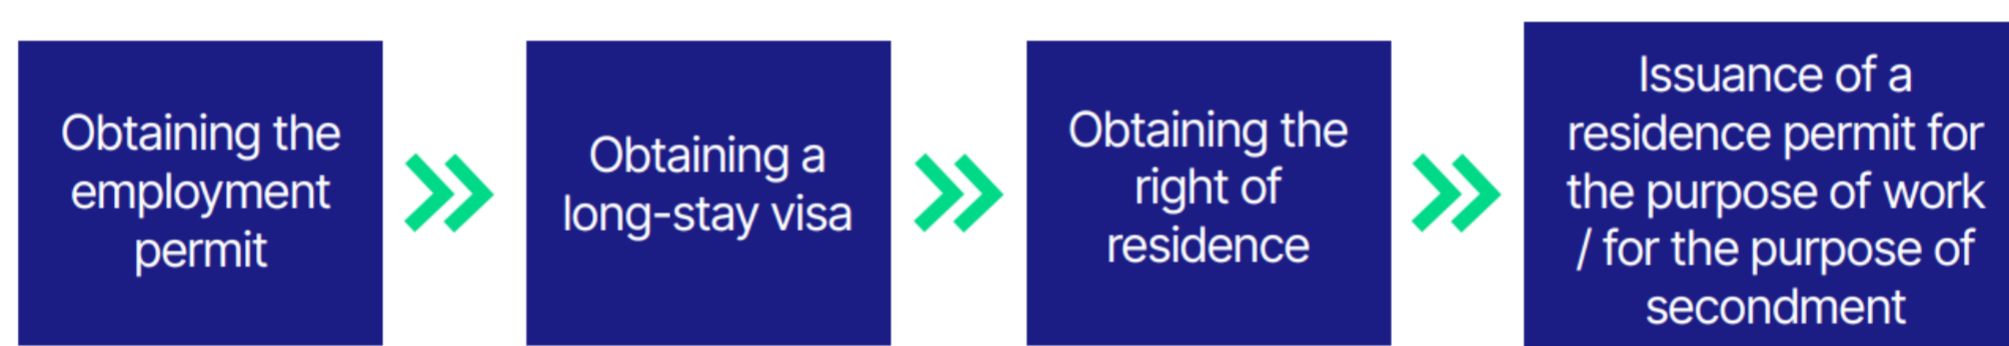 Obtaining the
employment
permit
Obtaining a
long-stay visa
Obtaining the
right of
residence
Issuance of a
residence permit for
the purpose of work
/ for the purpose of
secondment